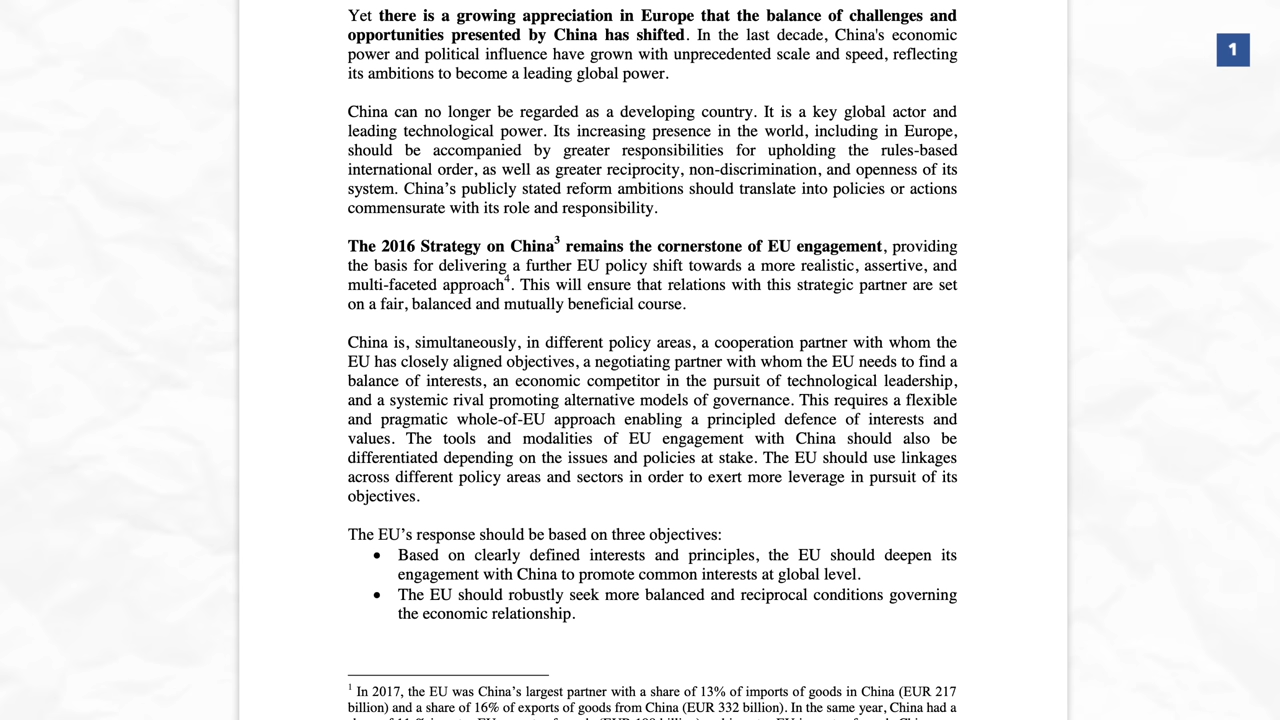 Yet there is a growing appreciation in Europe that the balance of challenges and
opportunities presented by China has shifted. In the last decade, China's economic
power and political influence have grown with unprecedented scale and speed, reflecting
its ambitions to become a leading global power.
1
China can no longer be regarded as a developing country. It is a key global actor and
leading technological power. Its increasing presence in the world, including in Europe,
should be accompanied by greater responsibilities for upholding the rules-based
international order, as well as greater reciprocity, non-discrimination, and openness of its
system. China’s publicly stated reform ambitions should translate into policies or actions
commensurate with its role and responsibility.
The 2016 Strategy on China³ remains the cornerstone of EU engagement, providing
the basis for delivering a further EU policy shift towards a more realistic, assertive, and
multi-faceted approach⁴. This will ensure that relations with this strategic partner are set
on a fair, balanced and mutually beneficial course.
China is, simultaneously, in different policy areas, a cooperation partner with whom the
EU has closely aligned objectives, a negotiating partner with whom the EU needs to find a
balance of interests, an economic competitor in the pursuit of technological leadership,
and a systemic rival promoting alternative models of governance. This requires a flexible
and pragmatic whole-of-EU approach enabling a principled defence of interests and
values. The tools and modalities of EU engagement with China should also be
differentiated depending on the issues and policies at stake. The EU should use linkages
across different policy areas and sectors in order to exert more leverage in pursuit of its
objectives.
The EU’s response should be based on three objectives:
• Based on clearly defined interests and principles, the EU should deepen its
engagement with China to promote common interests at global level.
• The EU should robustly seek more balanced and reciprocal conditions governing
the economic relationship.
¹ In 2017, the EU was China’s largest partner with a share of 13% of imports of goods in China (EUR 217
billion) and a share of 16% of exports of goods from China (EUR 332 billion). In the same year, China had a